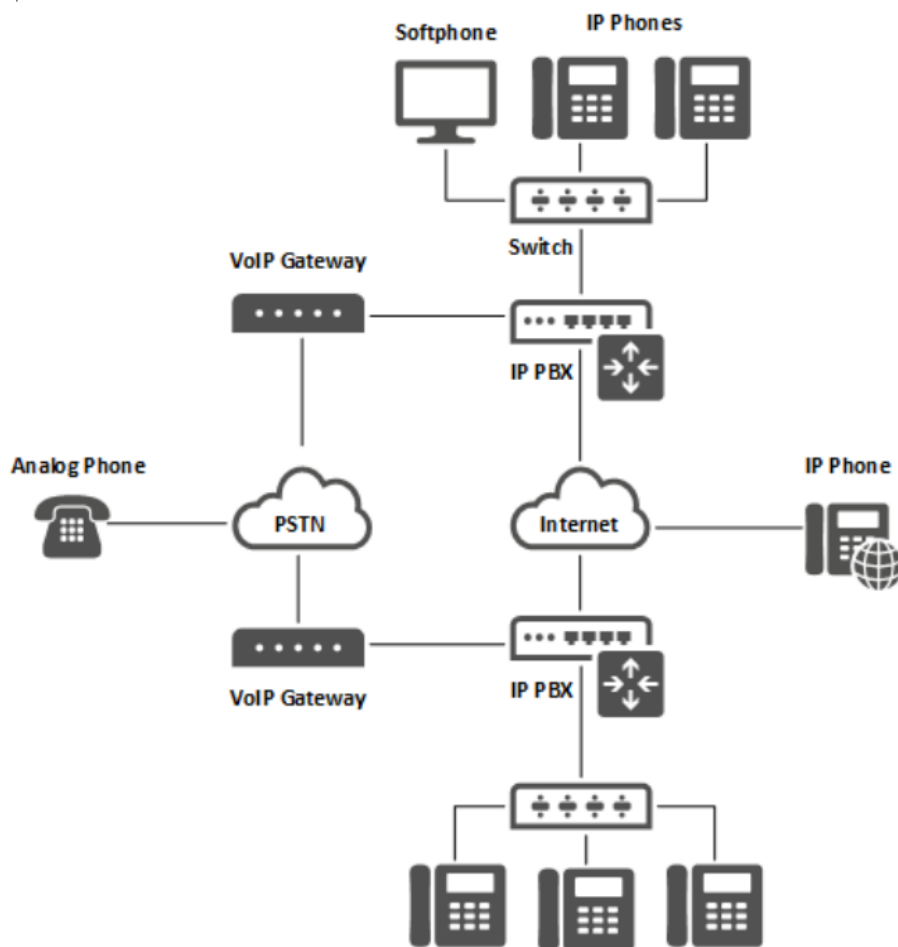 Softphone
IP Phones
Switch
VoIP Gateway
IP PBX
Analog Phone
PSTN
Internet
IP Phone
VoIP Gateway
IP PBX